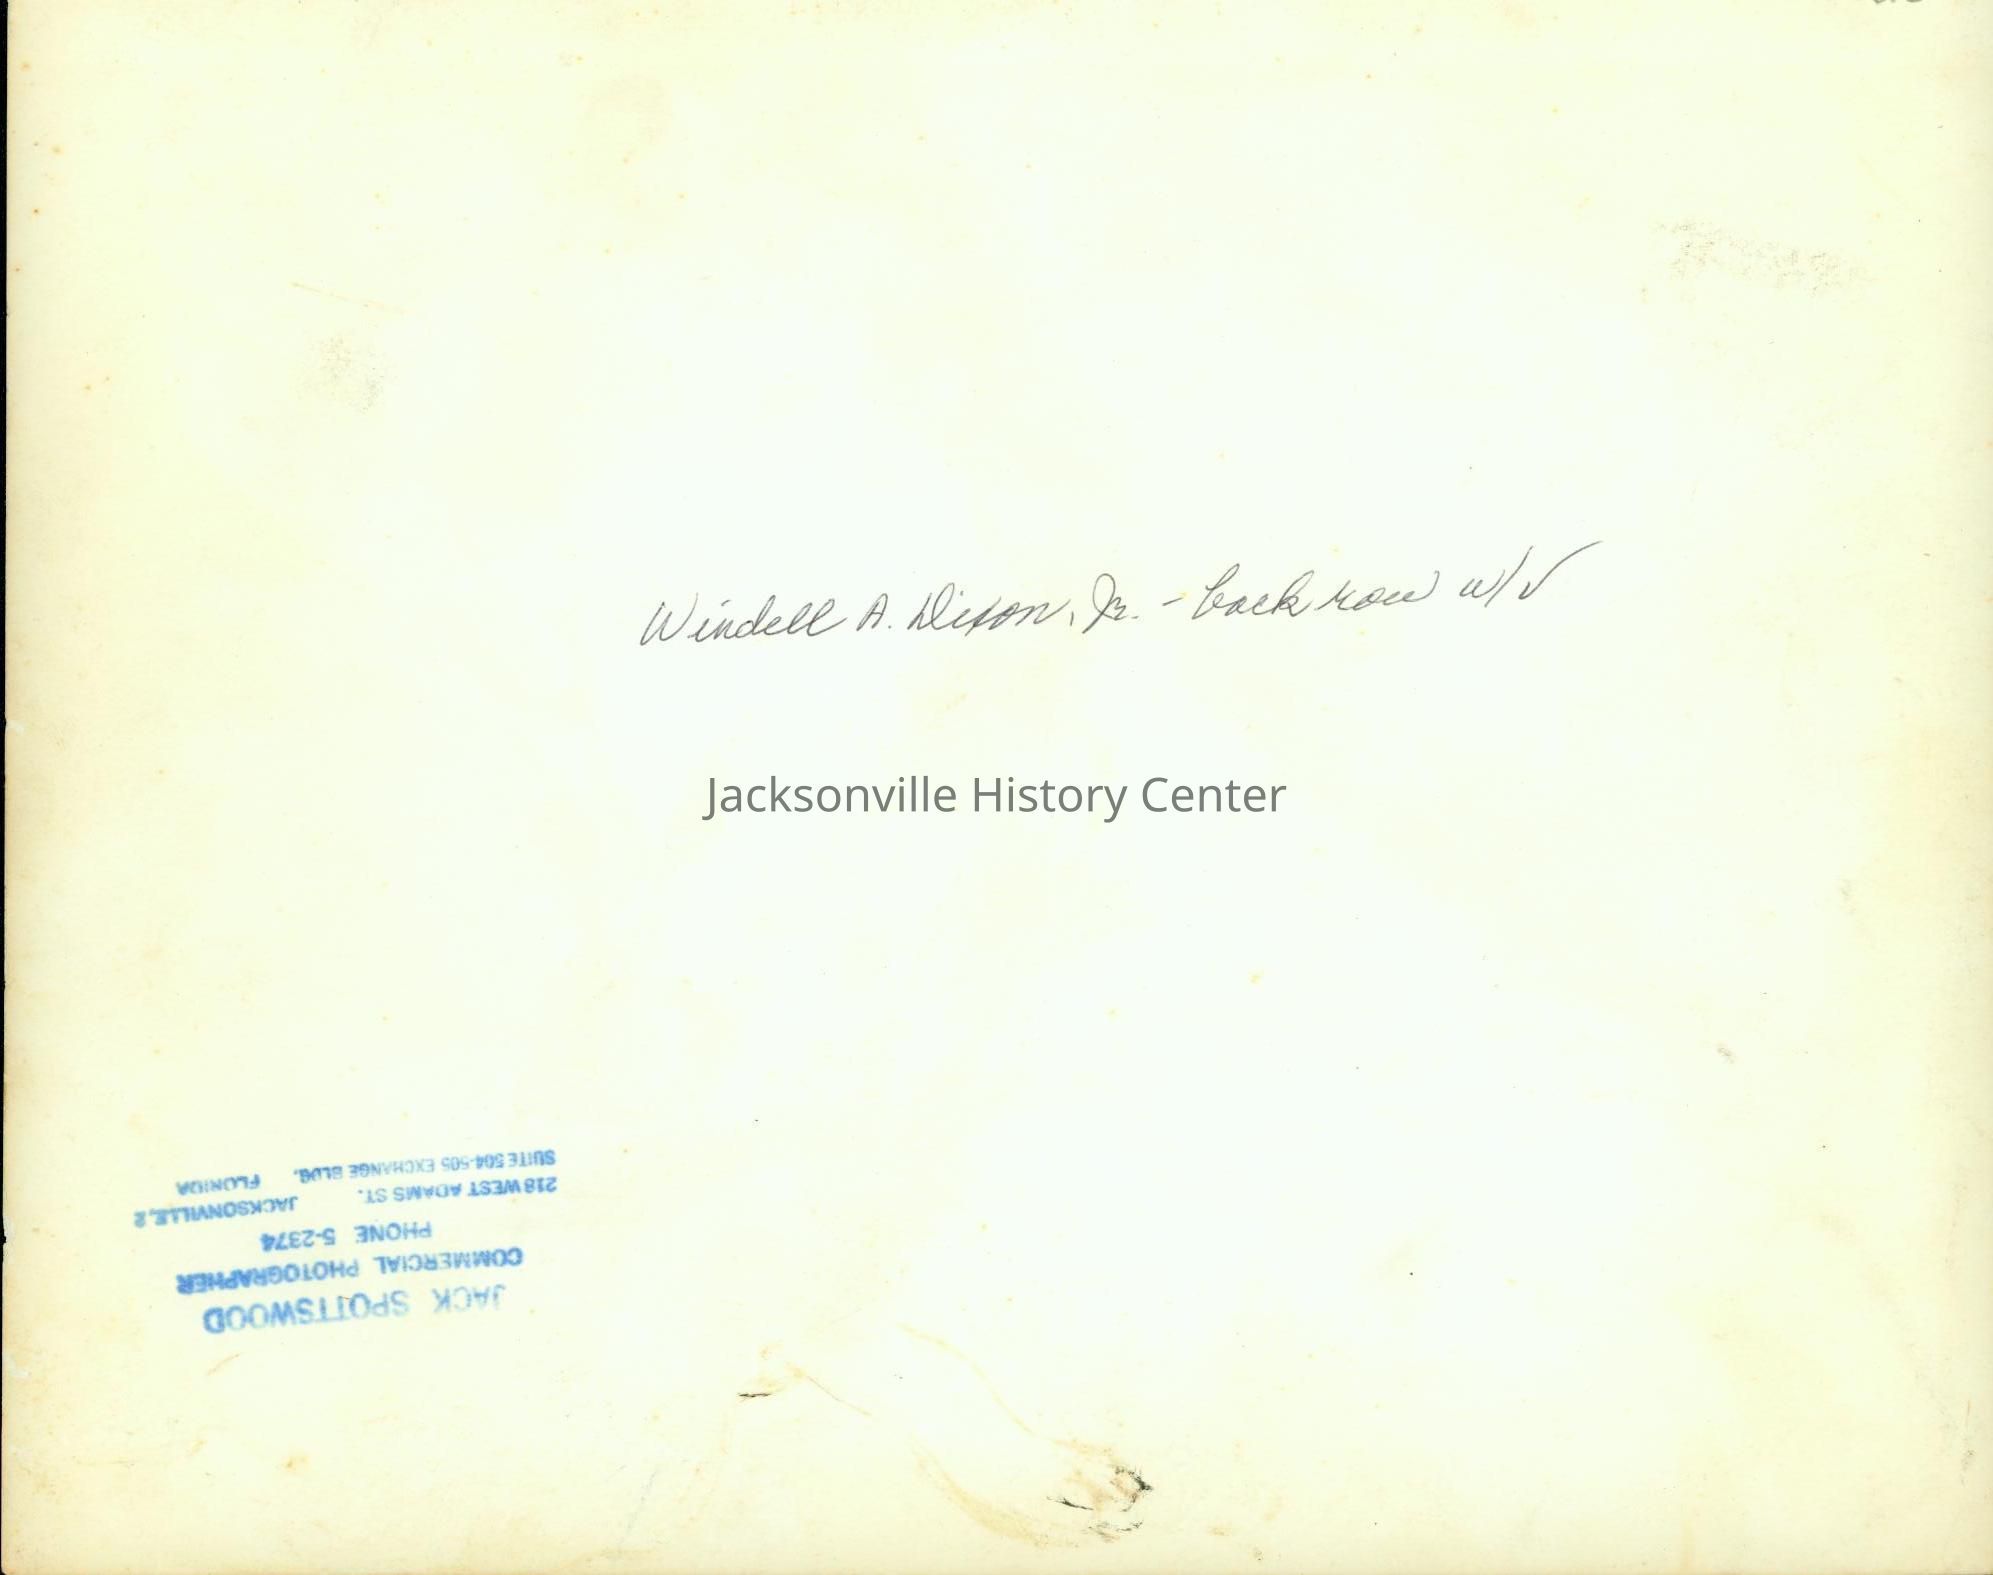 Windell A. Dixon, Jr. - back row w/✓
Jacksonville History Center
JACK SPOTTSWOOD
COMMERCIAL PHOTOGRAPHER
PHONE 5-2374
218 WEST ADAMS ST. JACKSONVILLE, 2
SUITE 504-505 EXCHANGE BLDG. FLORIDA